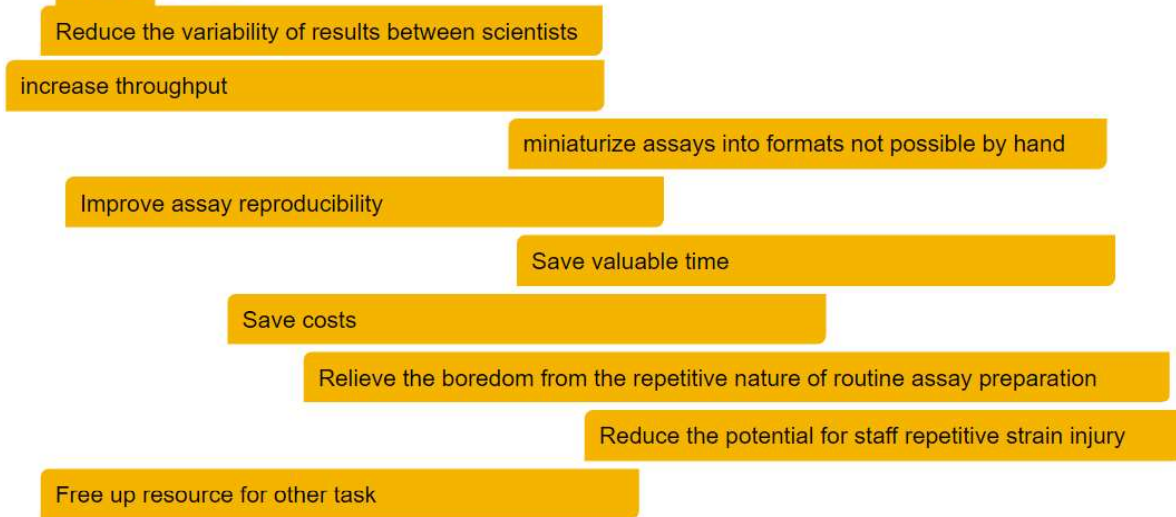 Reduce the variability of results between scientists
increase throughput
miniaturize assays into formats not possible by hand
Improve assay reproducibility
Save valuable time
Save costs
Relieve the boredom from the repetitive nature of routine assay preparation
Reduce the potential for staff repetitive strain injury
Free up resource for other task